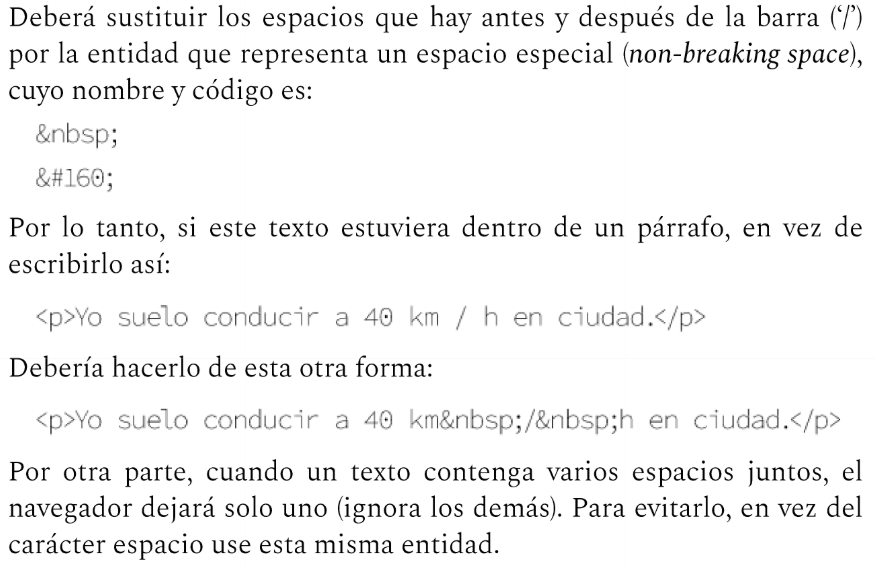 Deberá sustituir los espacios que hay antes y después de la barra (‘/’)
por la entidad que representa un espacio especial (non-breaking space),
cuyo nombre y código es:
&nbsp;
&#160;
Por lo tanto, si este texto estuviera dentro de un párrafo, en vez de
escribirlo así:
<p>Yo suelo conducir a 40 km / h en ciudad.</p>
Debería hacerlo de esta otra forma:
<p>Yo suelo conducir a 40 km&nbsp;/&nbsp;h en ciudad.</p>
Por otra parte, cuando un texto contenga varios espacios juntos, el
navegador dejará solo uno (ignora los demás). Para evitarlo, en vez del
carácter espacio use esta misma entidad.